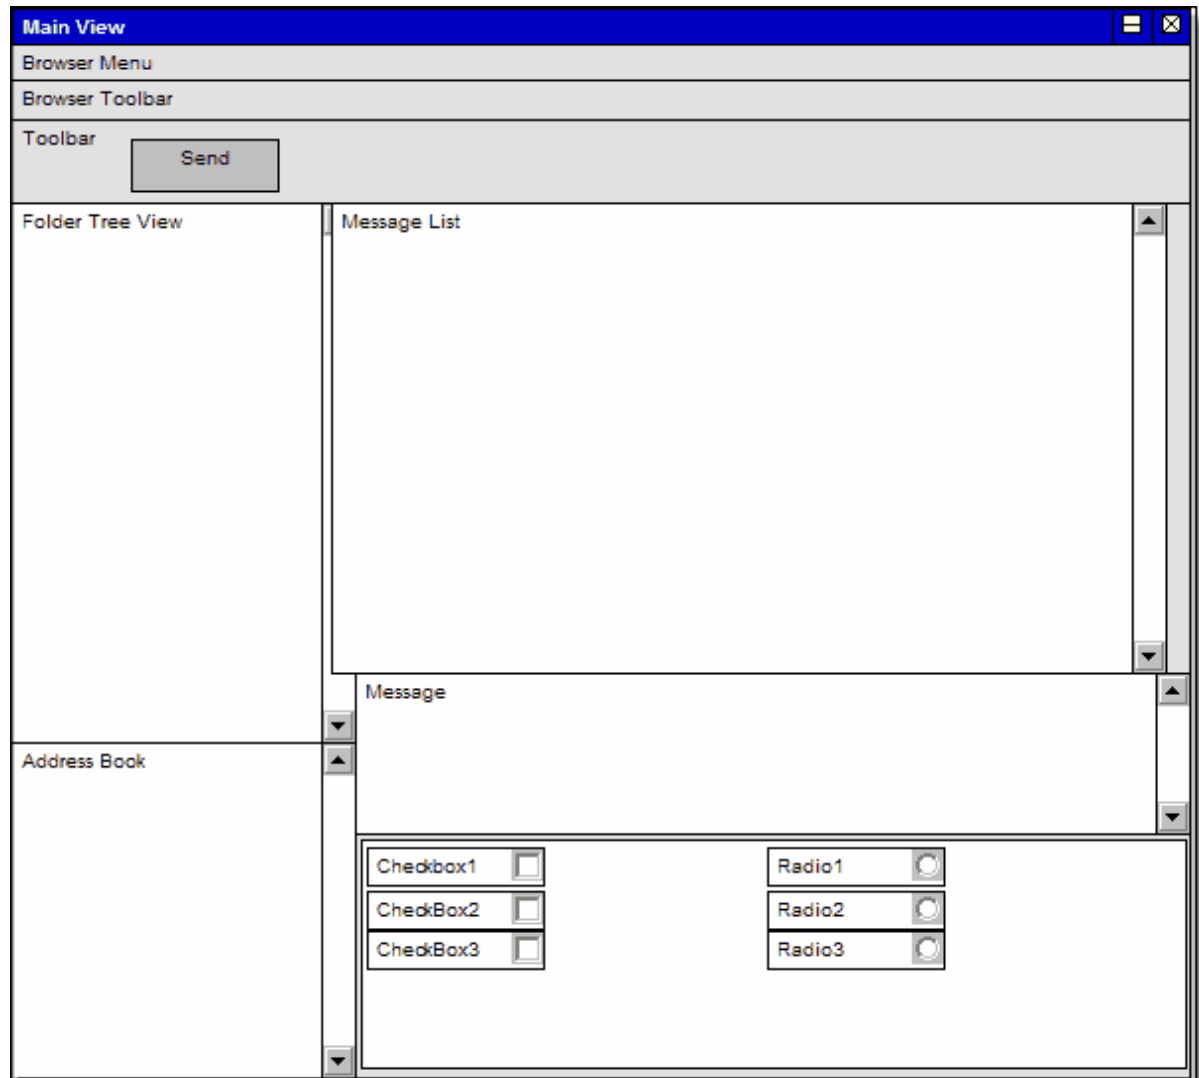 Main View
Browser Menu
Browser Toolbar
Toolbar
Send
Folder Tree View
Message List
Message
Address Book
Checkbox1
Radio1
CheckBox2
Radio2
CheckBox3
Radio3